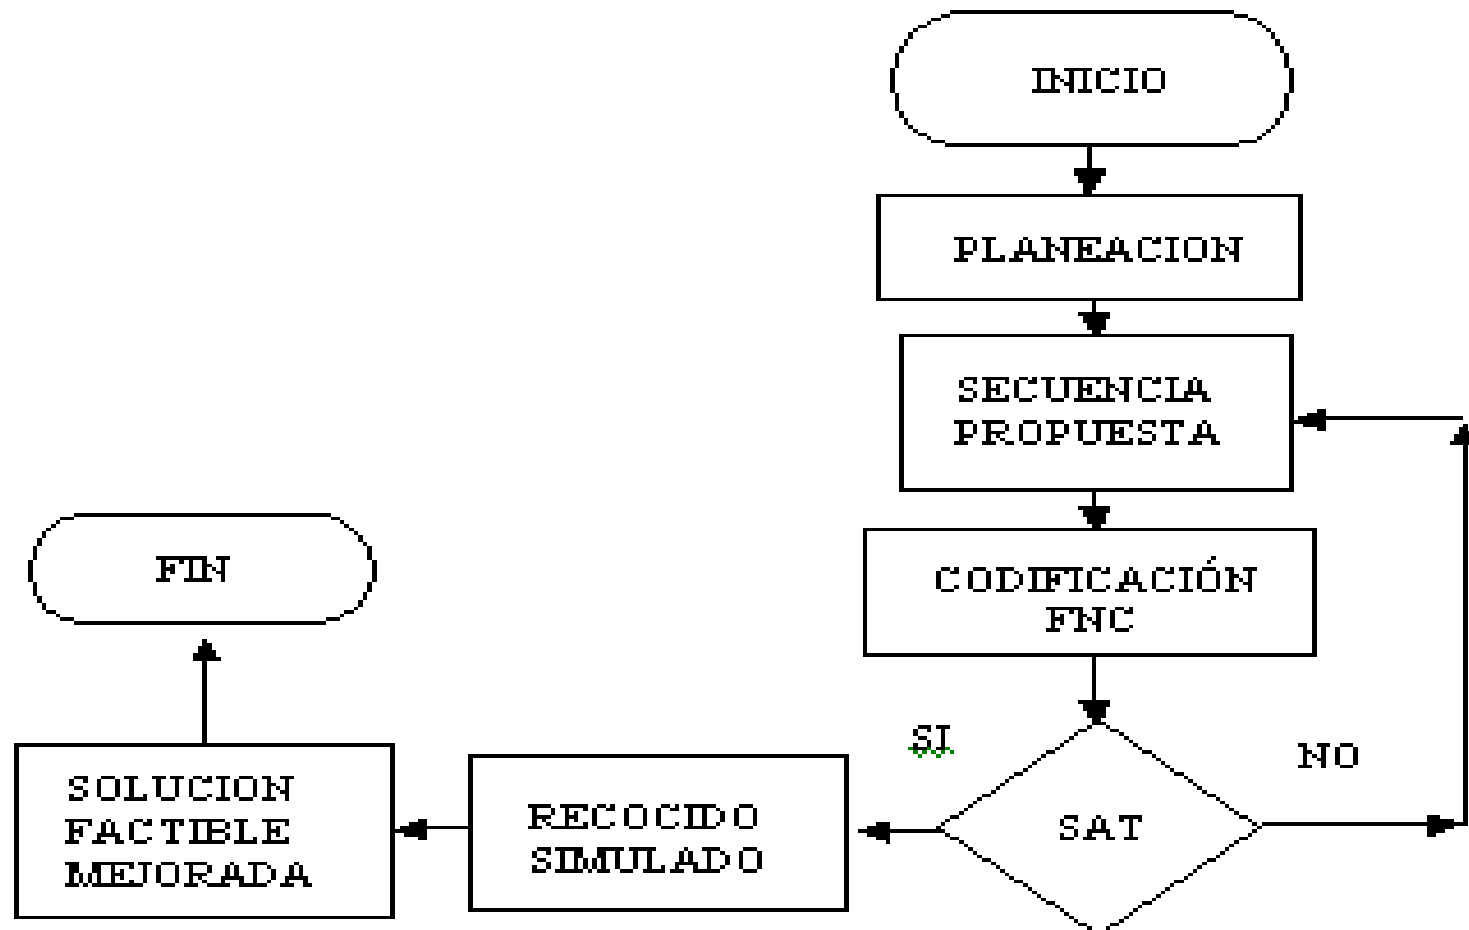 INICIO
PLANEACION
SECUENCIA
PROPUESTA
CODIFICACIÓN
FNC
SAT
SI
NO
RECOCIDO
SIMULADO
SOLUCION
FACTIBLE
MEJORADA
FIN